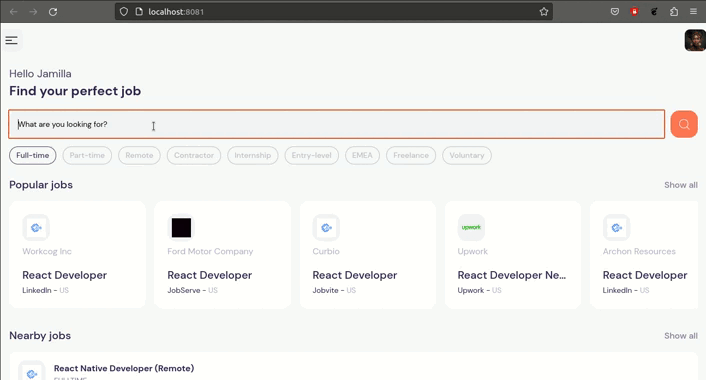 localhost:8081
Hello Jamilla
Find your perfect job
What are you looking for?
Full-time Part-time Remote Contractor Internship Entry-level EMEA Freelance Voluntary
Popular jobs Show all
Workcog Inc Ford Motor Company Curbio Upwork Archon Resources
upwork
React Developer React Developer React Developer React Developer Ne... React Developer
LinkedIn - US JobServe - US Jobvite - US Upwork - US LinkedIn - US
Nearby jobs Show all
React Native Developer (Remote)